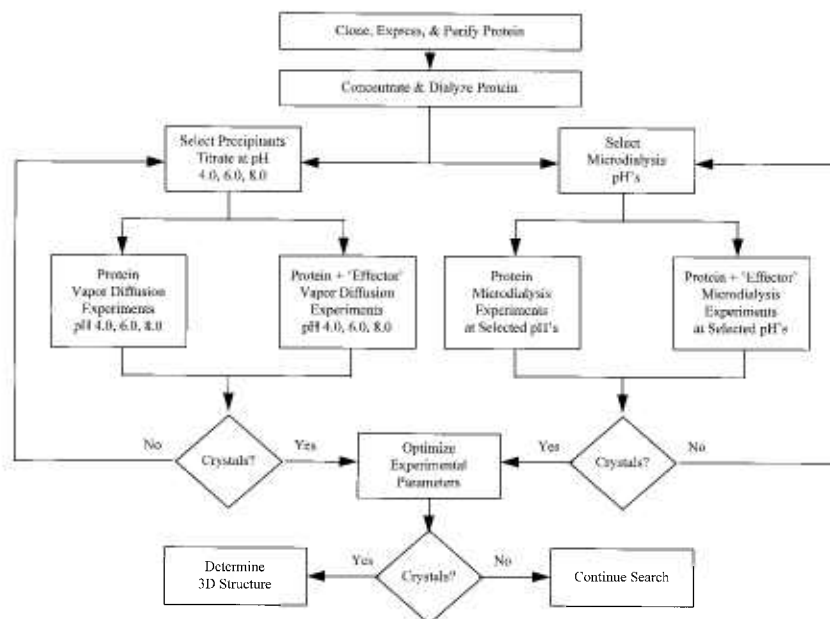 Clone, Express, & Purify Protein
Concentrate & Dialyze Protein
Select Precipitants
Titrate at pH
4.0, 6.0, 8.0
Select
Microdialysis
pH's
Protein
Vapor Diffusion
Experiments
pH 4.0, 6.0, 8.0
Protein + 'Effector'
Vapor Diffusion
Experiments
pH 4.0, 6.0, 8.0
Protein
Microdialysis
Experiments
at Selected pH's
Protein + 'Effector'
Microdialysis
Experiments
at Selected pH's
No
Crystals?
Yes
Optimize
Experimental
Parameters
Yes
Crystals?
No
Determine
3D Structure
Yes
Crystals?
No
Continue Search